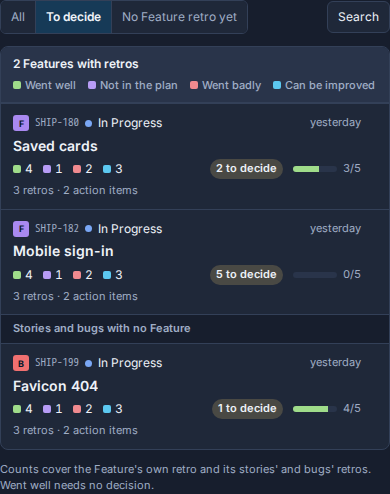 All To decide No Feature retro yet Search
2 Features with retros
Went well Not in the plan Went badly Can be improved
F SHIP-180 In Progress yesterday
Saved cards
4 1 2 3 2 to decide 3/5
3 retros · 2 action items
F SHIP-182 In Progress yesterday
Mobile sign-in
4 1 2 3 5 to decide 0/5
3 retros · 2 action items
Stories and bugs with no Feature
B SHIP-199 In Progress yesterday
Favicon 404
4 1 2 3 1 to decide 4/5
3 retros · 2 action items
Counts cover the Feature's own retro and its stories' and bugs' retros.
Went well needs no decision.